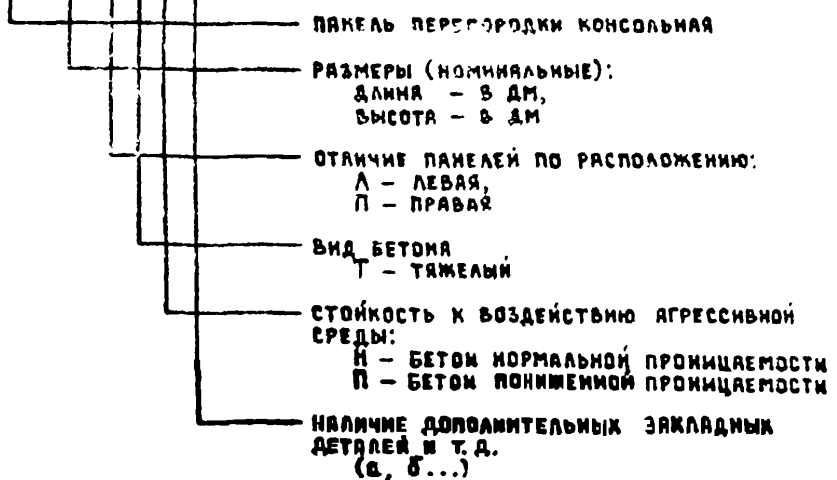 ПАНЕЛЬ ПЕРЕГОРОДКИ КОНСОЛЬНАЯ
РАЗМЕРЫ (НОМИНАЛЬНЫЕ):
ДЛИНА – В ДМ,
ВЫСОТА – В ДМ
ОТЛИЧИЕ ПАНЕЛЕЙ ПО РАСПОЛОЖЕНИЮ:
Л – ЛЕВАЯ,
П – ПРАВАЯ
ВИД БЕТОНА
Т – ТЯЖЕЛЫЙ
СТОЙКОСТЬ К ВОЗДЕЙСТВИЮ АГРЕССИВНОЙ
СРЕДЫ:
Н – БЕТОН НОРМАЛЬНОЙ ПРОНИЦАЕМОСТИ
П – БЕТОН ПОНИЖЕННОЙ ПРОНИЦАЕМОСТИ
НАЛИЧИЕ ДОПОЛНИТЕЛЬНЫХ ЗАКЛАДНЫХ
ДЕТАЛЕЙ И Т.Д.
(а, б...)